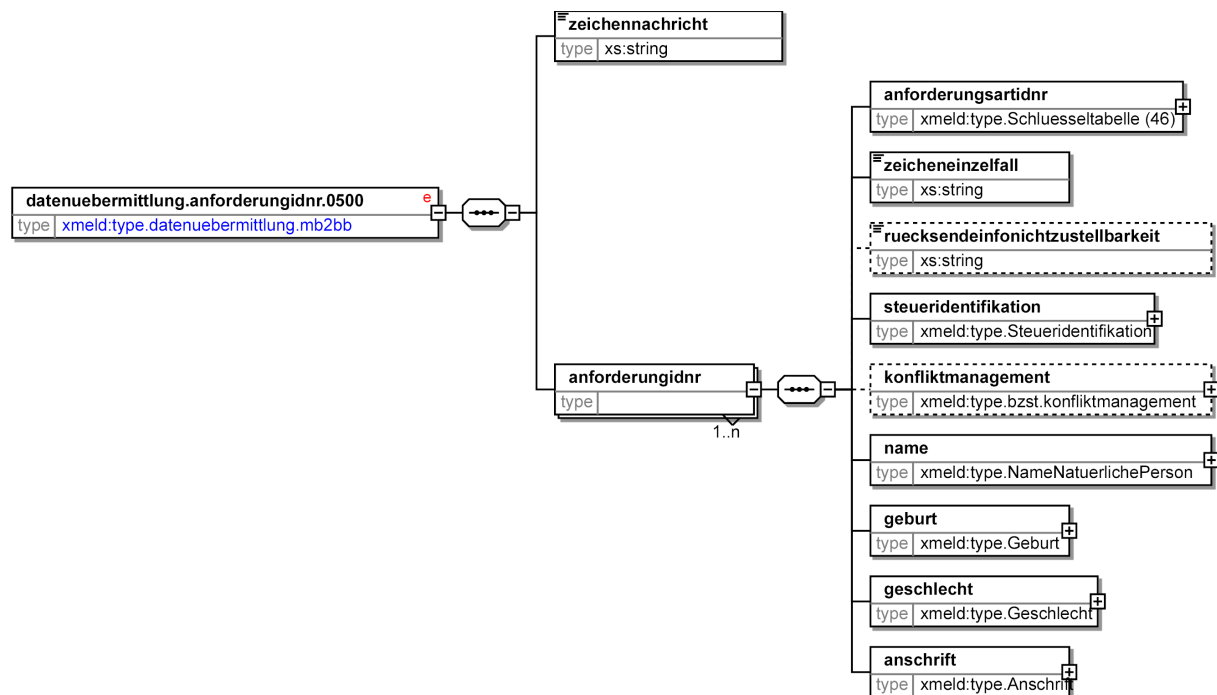 zeichennachricht
type xs:string
anforderungsartidnr
type xmeld:type.Schluesseltabelle (46)
zeicheneinzelfall
type xs:string
datenuebermittlung.anforderungidnr.0500 e
type xmeld:type.datenuebermittlung.mb2bb
ruecksendeinfonichtzustellbarkeit
type xs:string
steueridentifikation
type xmeld:type.Steueridentifikation
anforderungidnr
type
1..n
konfliktmanagement
type xmeld:type.bzst.konfliktmanagement
name
type xmeld:type.NameNatuerlichePerson
geburt
type xmeld:type.Geburt
geschlecht
type xmeld:type.Geschlecht
anschrift
type xmeld:type.Anschrift